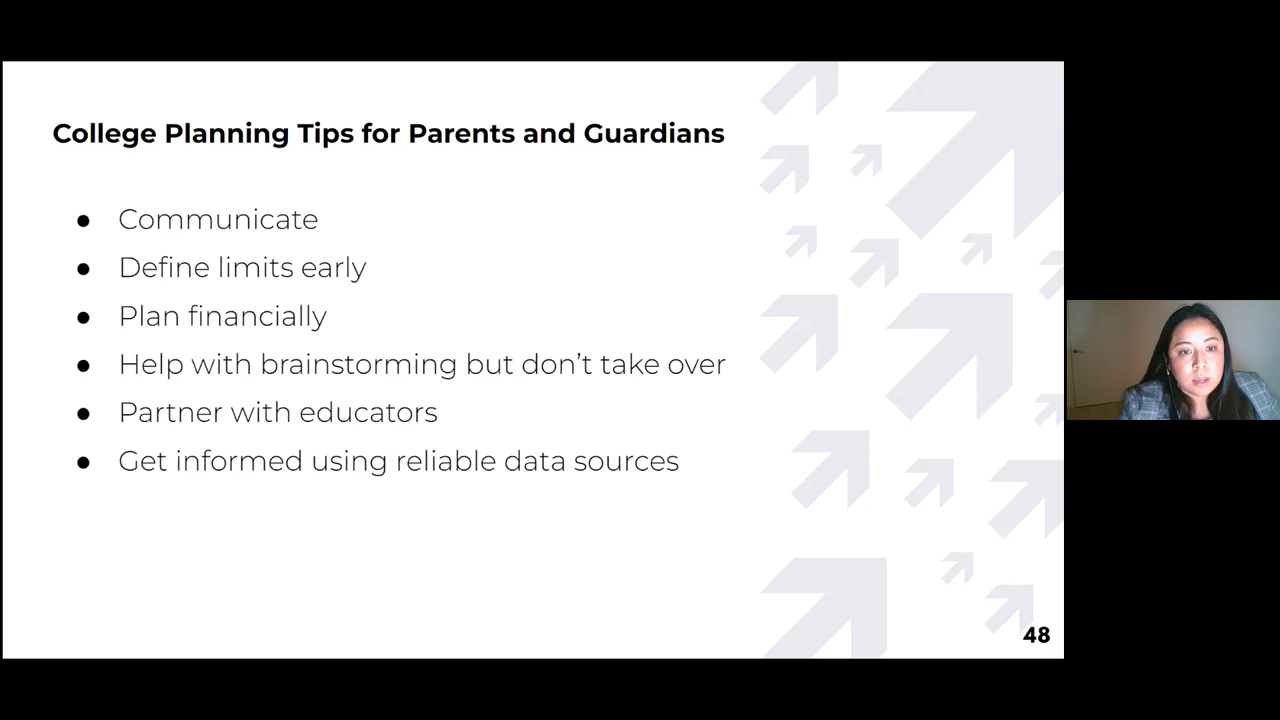 College Planning Tips for Parents and Guardians
● Communicate
● Define limits early
● Plan financially
● Help with brainstorming but don’t take over
● Partner with educators
● Get informed using reliable data sources
48